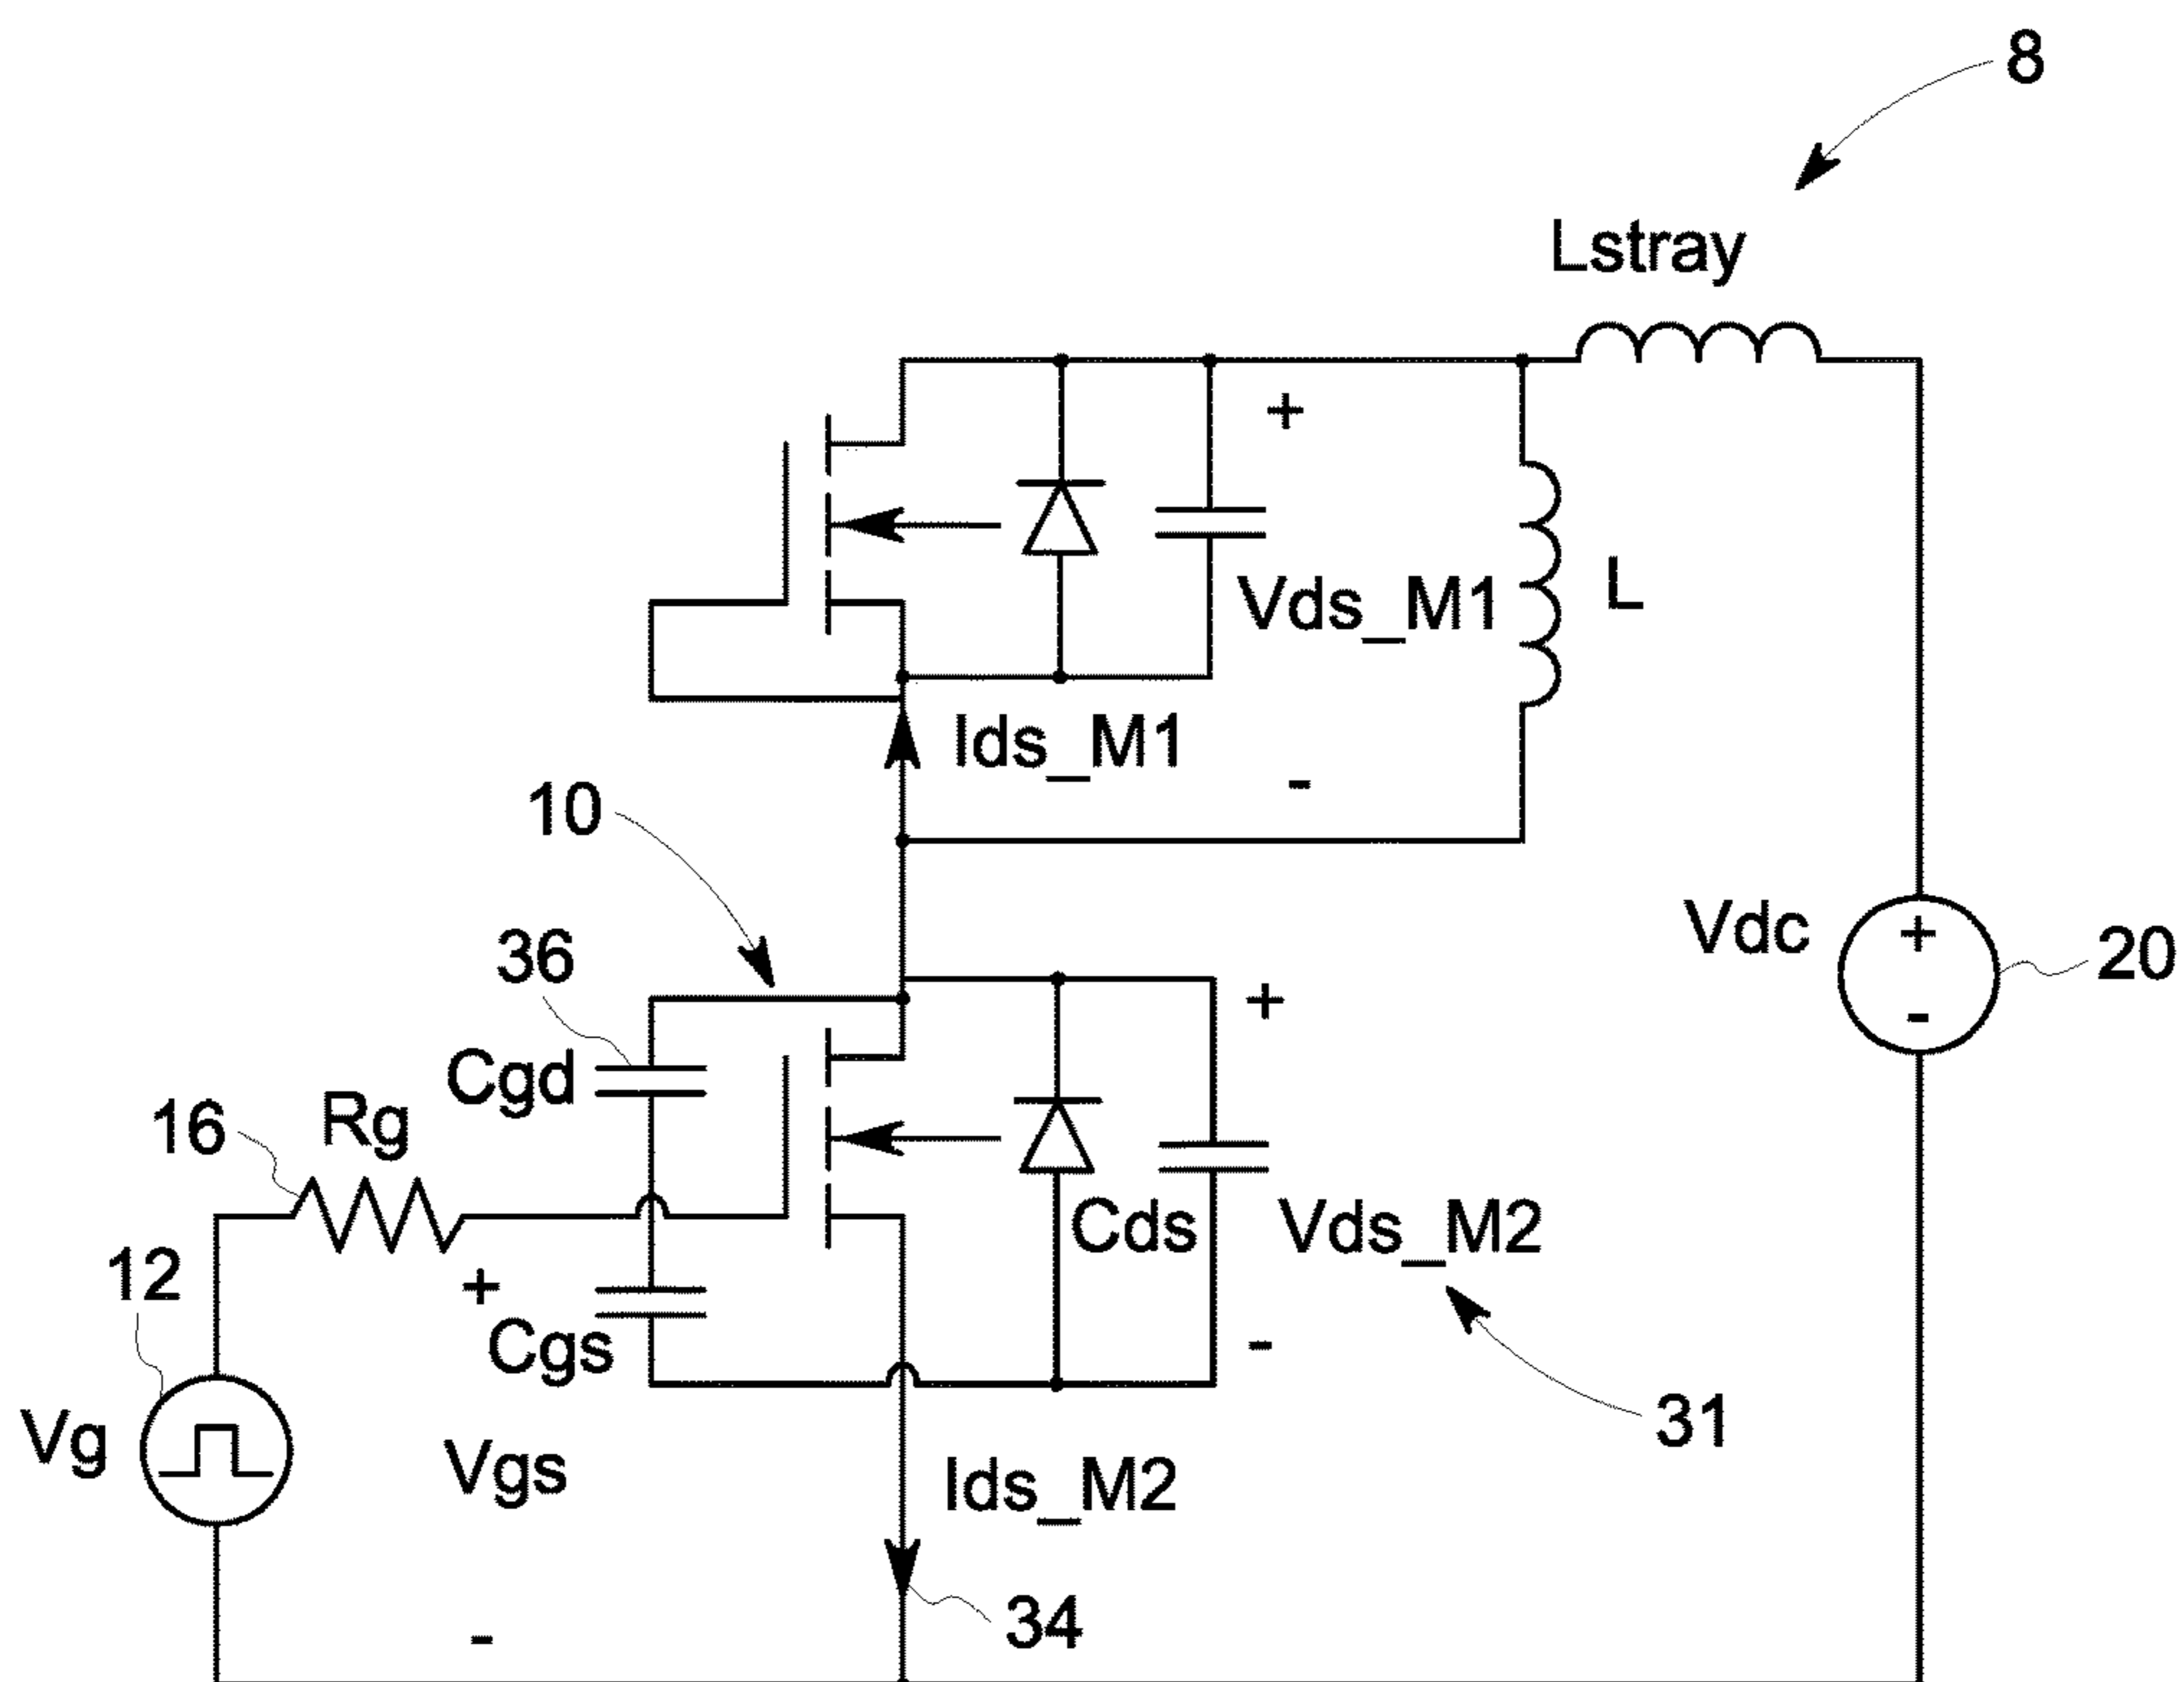 8
Lstray
+
Vds_M1
L
Ids_M1
-
10
36
Vdc
+
-
20
+
Cgd
16
Rg
Cds
Vds_M2
12
+
Cgs
-
31
Vg
Vgs
Ids_M2
34
-